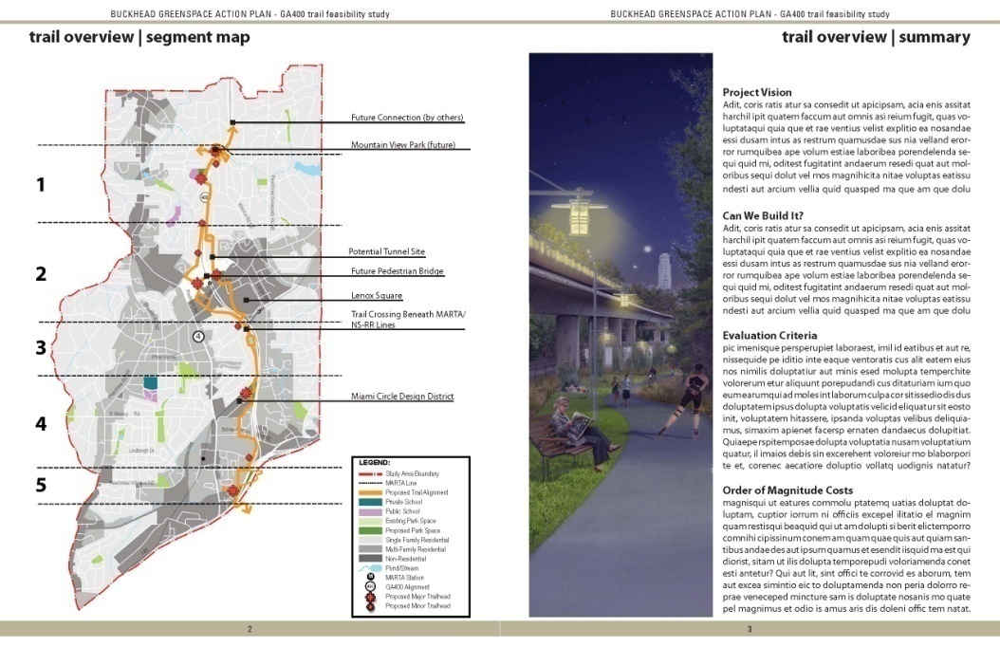 BUCKHEAD GREENSPACE ACTION PLAN - GA400 trail feasibility study
trail overview | segment map
1
2
3
4
5
Future Connection (by others)
Mountain View Park (future)
Potential Tunnel Site
Future Pedestrian Bridge
Lenox Square
Trail Crossing Beneath MARTA/
NS-RR Lines
Miami Circle Design District
400
4
Lindbergh Dr
LEGEND:
Study Area Boundary
MARTA Line
Proposed Trail Alignment
Private School
Public School
Existing Park Space
Proposed Park Space
Single Family Residential
Multi-Family Residential
Non-Residential
Pond/Stream
M MARTA Station
400 GA400 Alignment
Proposed Major Trailhead
Proposed Minor Trailhead
2
BUCKHEAD GREENSPACE ACTION PLAN - GA400 trail feasibility study
trail overview | summary
Project Vision
Adit, coris ratis atur sa consedit ut apicipsam, acia enis assitat
harchil ipit quatem faccum aut omnis asi reium fugit, quas vo-
luptataqui quia que et rae ventius velist explitio ea nosandae
essi dusam intus as restrum quamusdae sus nia vellandi eror-
ror rumquibea ape volum estiae laboribea porendelenda se-
qui quid mi, oditest fugitatint andaerum resedi quat aut mol-
oribus sequi dolut vel mos magnihicita nitae voluptas eatissu
ndesti aut arcium vellia quid quasped ma que am que dolu
Can We Build It?
Adit, coris ratis atur sa consedit ut apicipsam, acia enis assitat
harchil ipit quatem faccum aut omnis asi reium fugit, quas vo-
luptataqui quia que et rae ventius velist explitio ea nosandae
essi dusam intus as restrum quamusdae sus nia vellandi eror-
ror rumquibea ape volum estiae laboribea porendelenda se-
qui quid mi, oditest fugitatint andaerum resedi quat aut mol-
oribus sequi dolut vel mos magnihicita nitae voluptas eatissu
ndesti aut arcium vellia quid quasped ma que am que dolu
Evaluation Criteria
pic imenisque persperupiet laboraest, imil id eatibus et aut re,
nissequide pe iditio inte eaque ventoratis cus alit eatem eius
nos nimilis doluptatiur aut minis esed molupta temperchite
volorerum etur aliquunt porepudandi cus ditaturiam ium quo
eum earumqui ad moles int laborum culpa cor sitissedio dis dus
doluptatem ipsus dolupta voluptatis velicid eliquatur sit eosto
init, voluptatem hitassere, ipsanda voluptas velibus deliquia-
mus, simaxim apienet facersp ernaten dandaecus dolupitiat.
Quiaepe rspitemposae dolupta voluptatia nusam voluptatium
quatur, il imaios debis sin excerehent voloreiur mo blaborpori
te et, corenec aecatiore doluptio vollatq uodignis natatur?
Order of Magnitude Costs
magnisqui ut eatures commolu ptatemq uatias doluptat do-
luptam, cuptior iorrum ni officiis excepel ilitatio el magnim
quam restisqui beaquid qui ut am dolupti si berit elictemporro
comnihi cipissinum conem am quam quae quis aut quiam san-
tibus andae des aut ipsum quamus et esendit iisquid ma est qui
diorist, sitam ut ilis dolupta temporepudi voloriamenda conet
esti antetur? Qui aut lit, sint offici te corrovid es aborum, tem
aut excea simintio eic to doluptamenda non peria dolorro re-
prae veneceped mincture sam is doluptate nosanis mo quate
pel magnimus et odio is amus aris dis doleni offic tem natat.
3